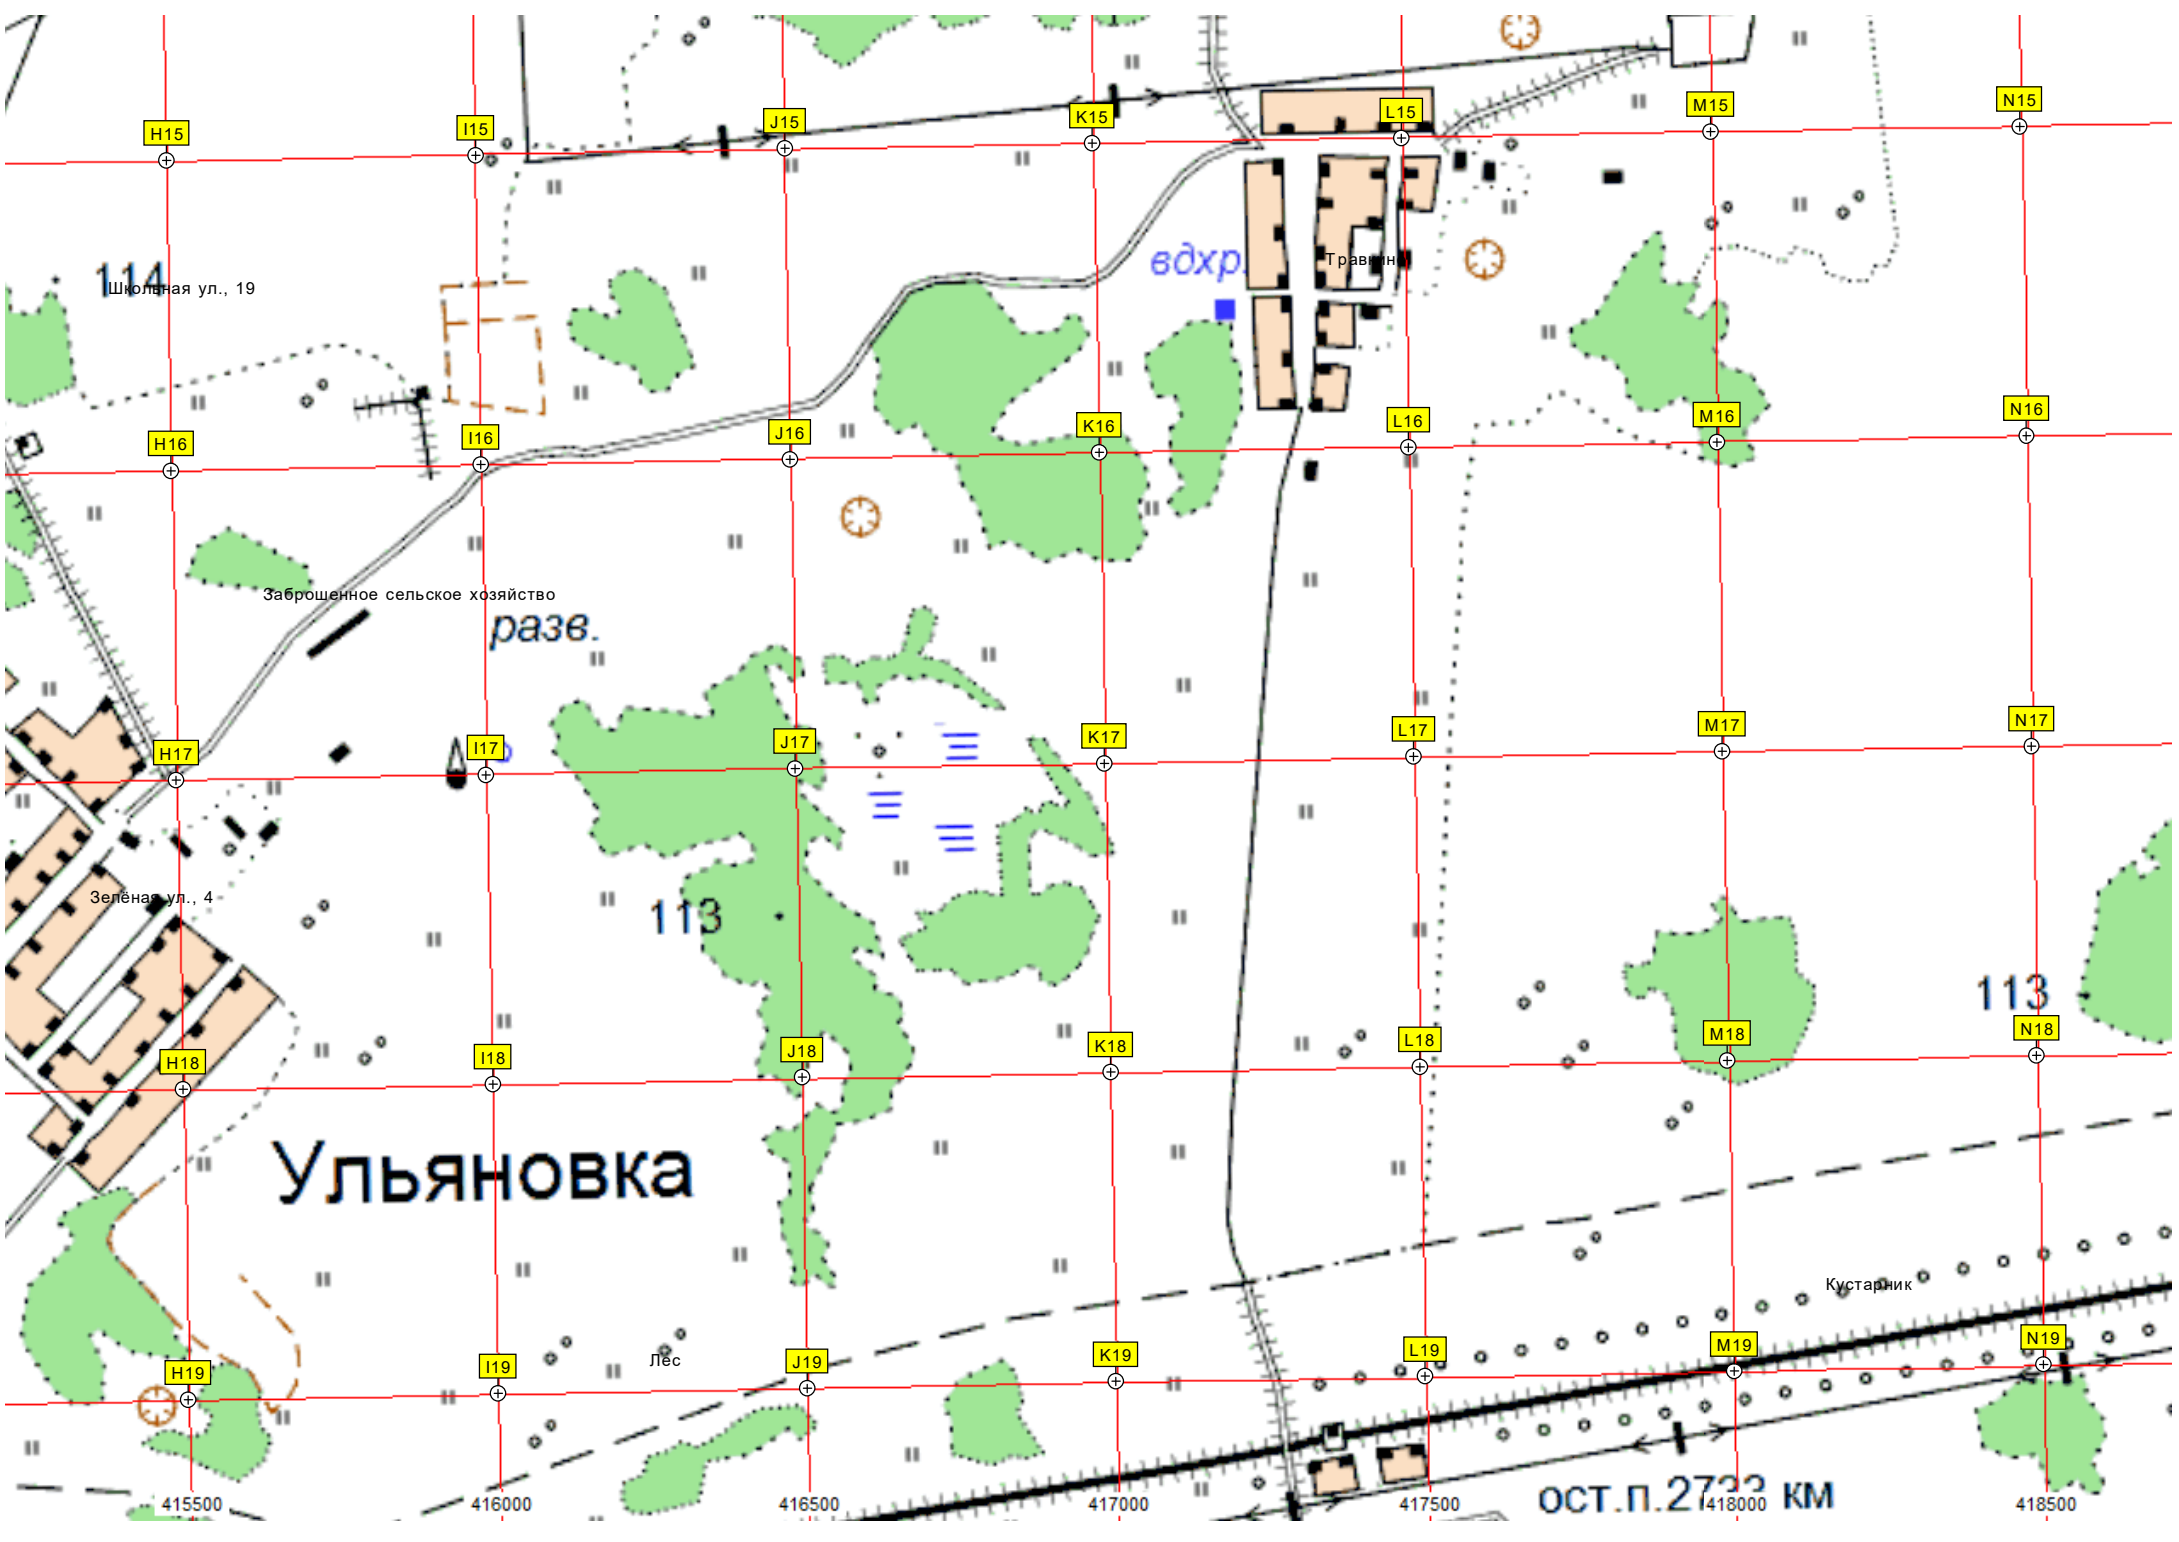 H15 I15 J15 K15 L15 M15 N15
114
Школьная ул., 19
вдхр.
H16 I16 J16 K16 L16 M16 N16
Заброшенное сельское хозяйство
разв.
H17 I17 J17 K17 L17 M17 N17
Зелёная ул., 4
113
113
H18 I18 J18 K18 L18 M18 N18
Ульяновка
Кустарник
Лес
H19 I19 J19 K19 L19 M19 N19
ост.п. км
415500 416000 416500 417000 417500 418000 418500